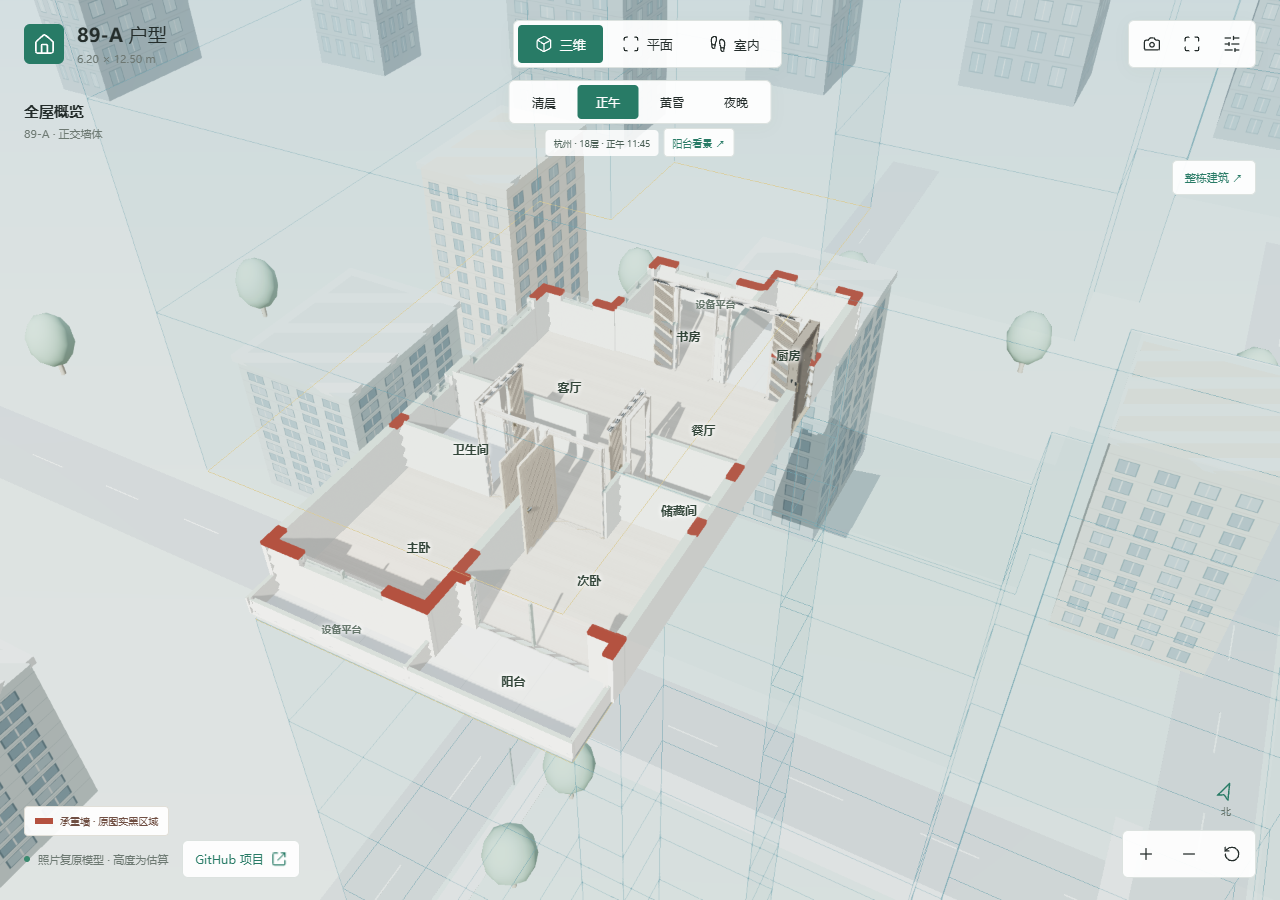 89-A 户型
6.20 × 12.50 m
三维
平面
室内
清晨
正午
黄昏
夜晚
杭州 · 18层 · 正午 11:45
阳台看景 ↗
全屋概览
89-A · 正交墙体
整栋建筑 ↗
设备平台
书房
厨房
客厅
餐厅
卫生间
储藏间
主卧
次卧
设备平台
阳台
北
承重墙 · 原图实黑区域
照片复原模型 · 高度为估算
GitHub 项目